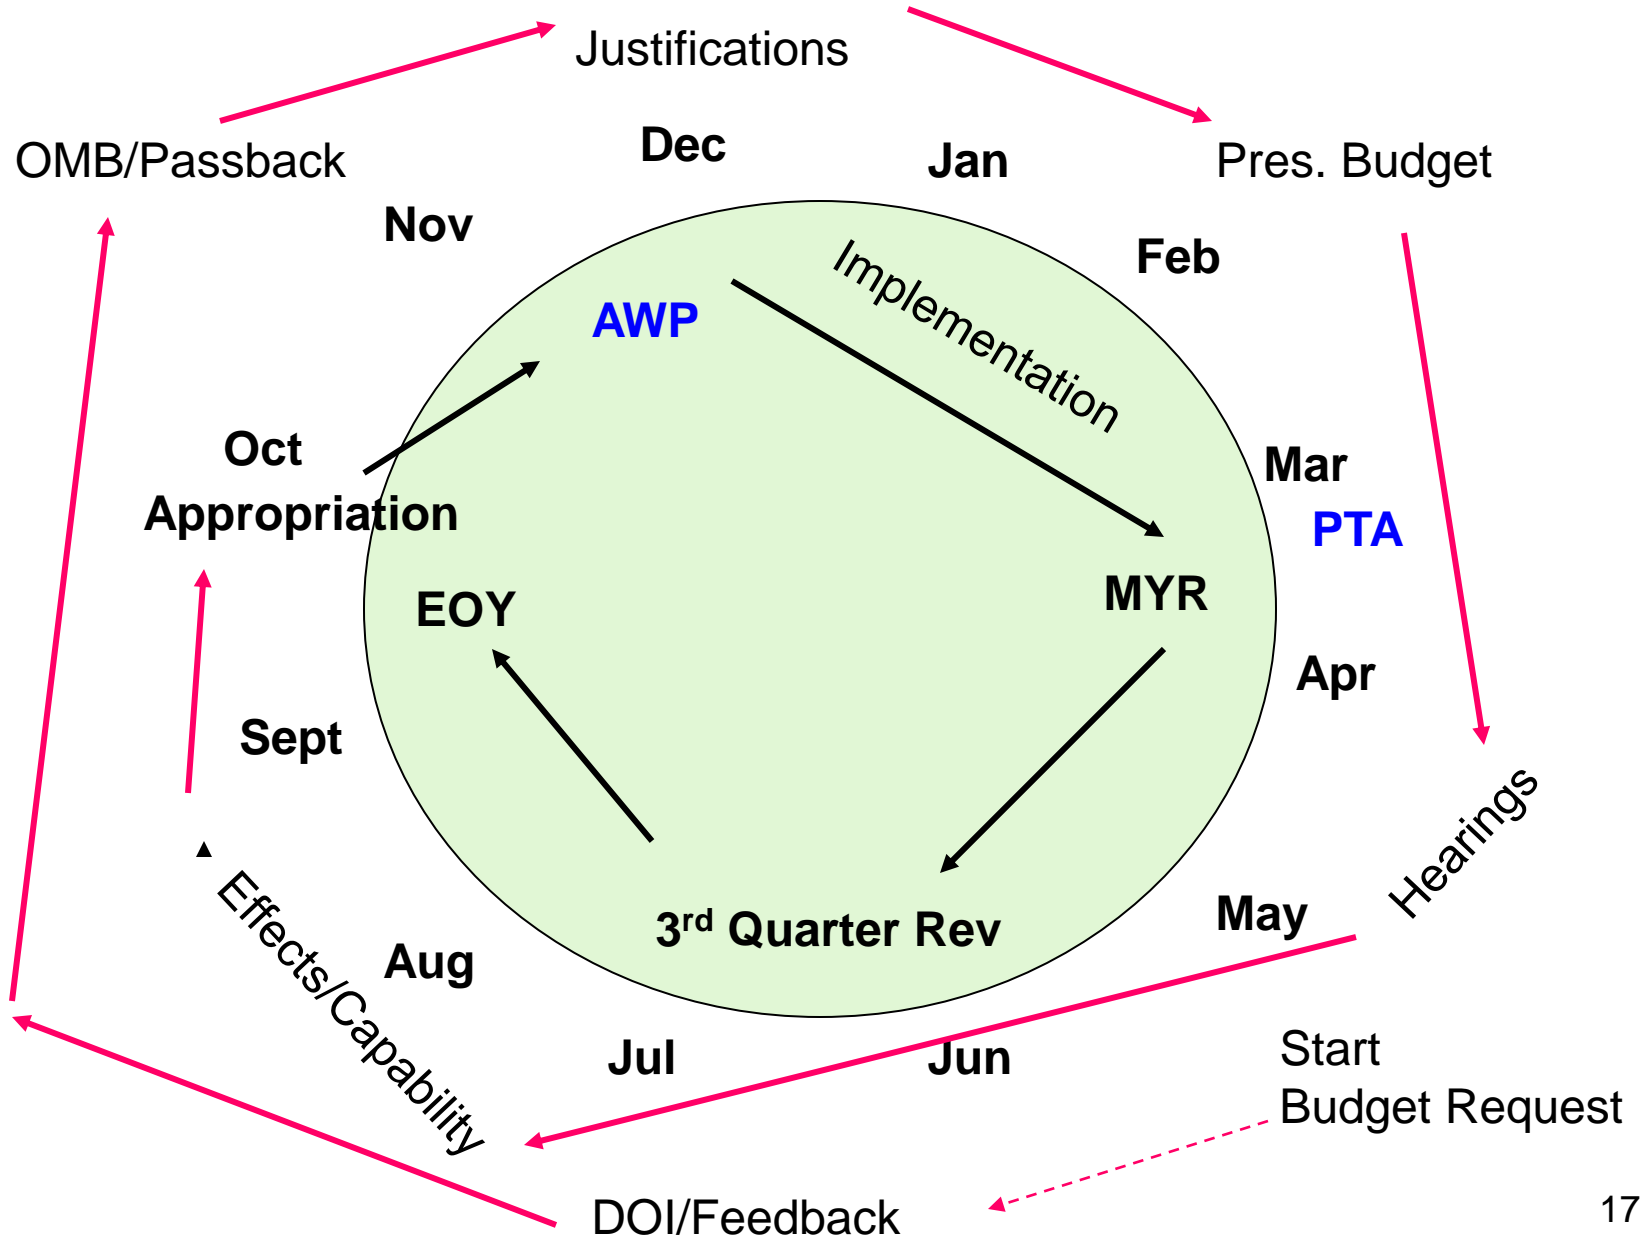 Justifications
Dec
Jan
OMB/Passback
Pres. Budget
Nov
Feb
Implementation
AWP
Oct
Mar
Appropriation
PTA
EOY
MYR
Apr
Sept
Hearings
Effects/Capabillity
3rd Quarter Rev
May
Aug
Jul
Jun
Start
Budget Request
DOI/Feedback
17